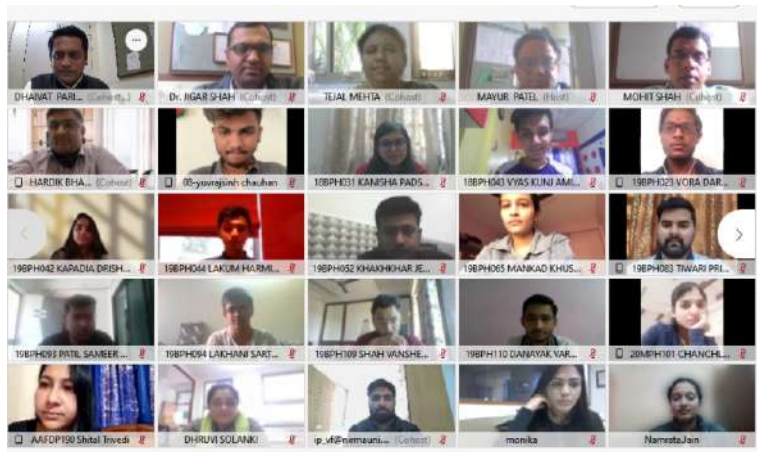 DHAIVAT PARI... (Cohost)
Dr. JIGAR SHAH (Cohost)
TEJAL MEHTA (Cohost)
MAYUR PATEL (Host)
MOHIT SHAH (Cohost)
HARDIK BHA... (Cohost)
08-yuvrajsinh chauhan
18BPH031 KANISHA PADS...
18BPH043 VYAS KUNJ AMI...
19BPH023 VORA DAR...
19BPH042 KAPADIA DRISH...
19BPH044 LAKUM HARMI...
19BPH052 KHAKHKHAR JE...
19BPH065 MANKAD KHUS...
19BPH083 TIWARI PRI...
19BPH093 PATIL SAMEER ...
19BPH094 LAKHANI SART...
19BPH109 SHAH VANSHE...
19BPH110 DANAYAK VAR...
20MPH101 CHANCHL...
AAFDP190 Shital Trivedi
DHRUVI SOLANKI
ip_vf@nirmauni... (Cohost)
monika
NamrataJain